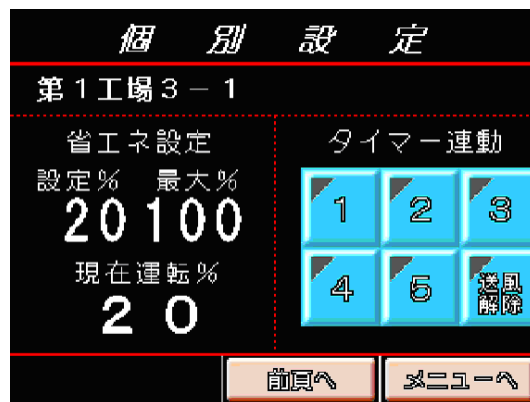 個別設定
第1工場3－1
省エネ設定
設定% 最大%
20 100
現在運転%
20
タイマー連動
1 2 3
4 5 送風解除
前頁へ メニューへ